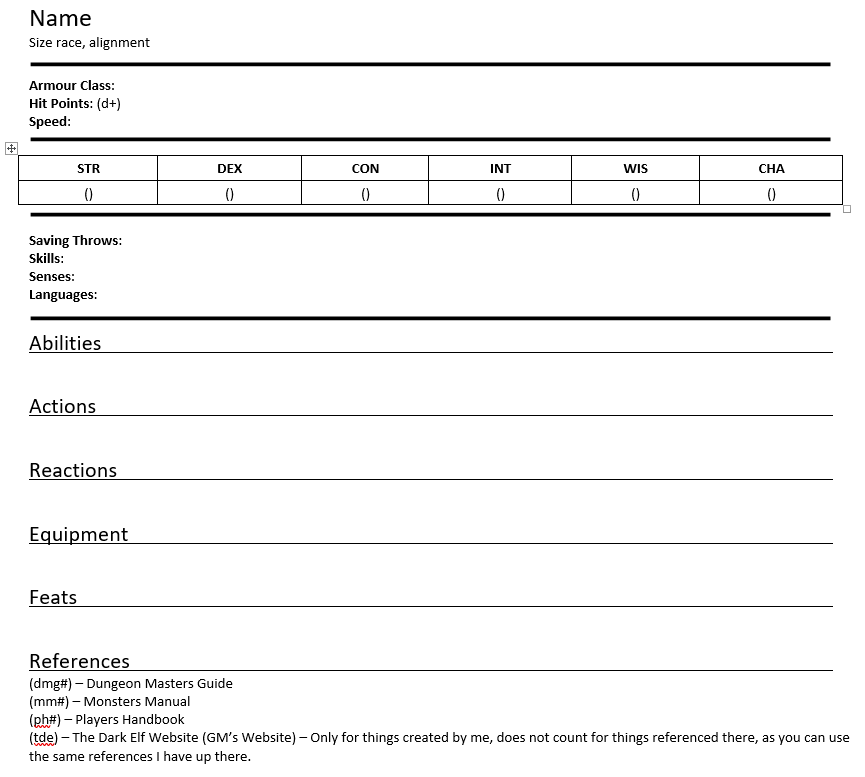 Name
Size race, alignment
Armour Class:
Hit Points: (d+)
Speed:
STR DEX CON INT WIS CHA
() () () () () ()
Saving Throws:
Skills:
Senses:
Languages:
Abilities
Actions
Reactions
Equipment
Feats
References
(dmg#) – Dungeon Masters Guide
(mm#) – Monsters Manual
(ph#) – Players Handbook
(tde) – The Dark Elf Website (GM’s Website) – Only for things created by me, does not count for things referenced there, as you can use
the same references I have up there.